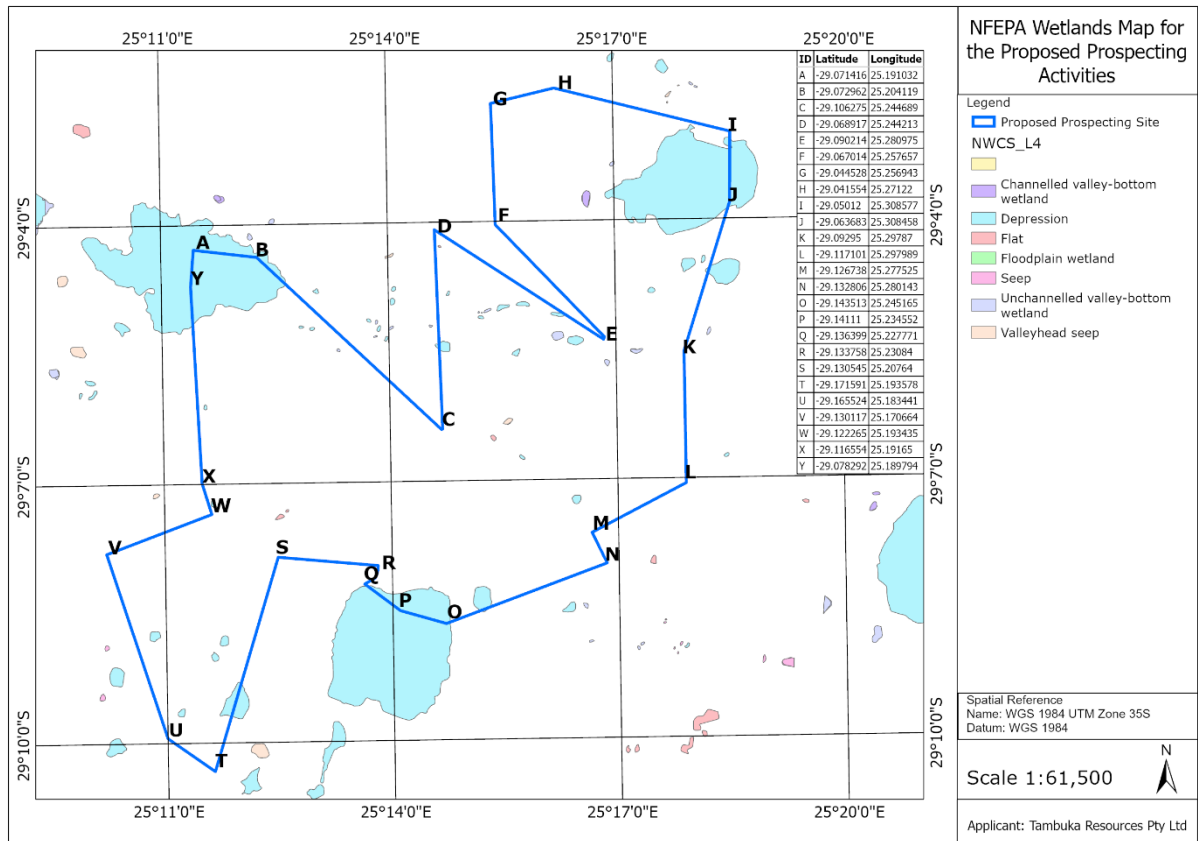 25°11'0"E 25°14'0"E 25°17'0"E 25°20'0"E
29°4'0"S
29°7'0"S
29°10'0"S
H
G
I
J
F
D
A
B
Y
E
K
C
X
L
W
M
V
S
N
R
Q
P
O
U
T
ID Latitude Longitude
A -29.071416 25.191032
B -29.072962 25.204119
C -29.106275 25.244689
D -29.068917 25.244213
E -29.090214 25.280975
F -29.067014 25.257657
G -29.044528 25.256943
H -29.041554 25.27122
I -29.05012 25.308577
J -29.063683 25.308458
K -29.09295 25.29787
L -29.117101 25.297989
M -29.126738 25.277525
N -29.132806 25.280143
O -29.143513 25.245165
P -29.14111 25.234552
Q -29.136399 25.227771
R -29.133758 25.23084
S -29.130545 25.20764
T -29.171591 25.193578
U -29.165524 25.183441
V -29.130117 25.170664
W -29.122265 25.193435
X -29.116554 25.19165
Y -29.078292 25.189794
29°4'0"S
29°7'0"S
29°10'0"S
25°11'0"E 25°14'0"E 25°17'0"E 25°20'0"E
NFEPA Wetlands Map for
the Proposed Prospecting
Activities
Legend
Proposed Prospecting Site
NWCS_L4
Channelled valley-bottom
wetland
Depression
Flat
Floodplain wetland
Seep
Unchannelled valley-bottom
wetland
Valleyhead seep
Spatial Reference
Name: WGS 1984 UTM Zone 35S
Datum: WGS 1984
N
Scale 1:61,500
Applicant: Tambuka Resources Pty Ltd